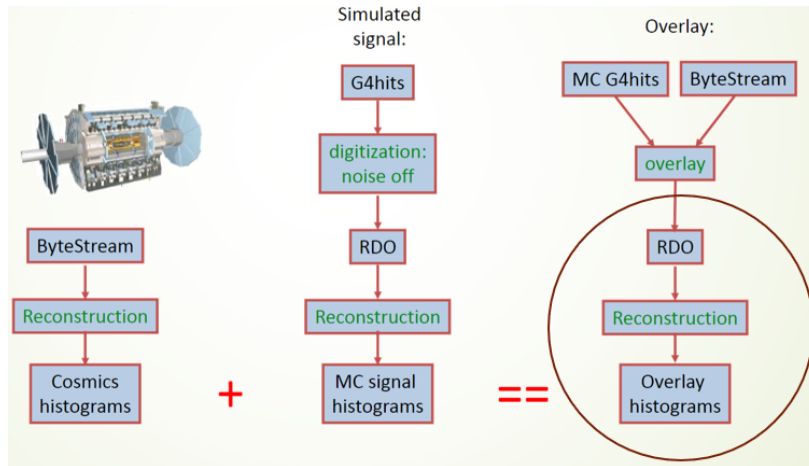 ByteStream
Reconstruction
Cosmics
histograms
+
Simulated
signal:
G4hits
digitization:
noise off
RDO
Reconstruction
MC signal
histograms
==
Overlay:
MC G4hits
ByteStream
overlay
RDO
Reconstruction
Overlay
histograms